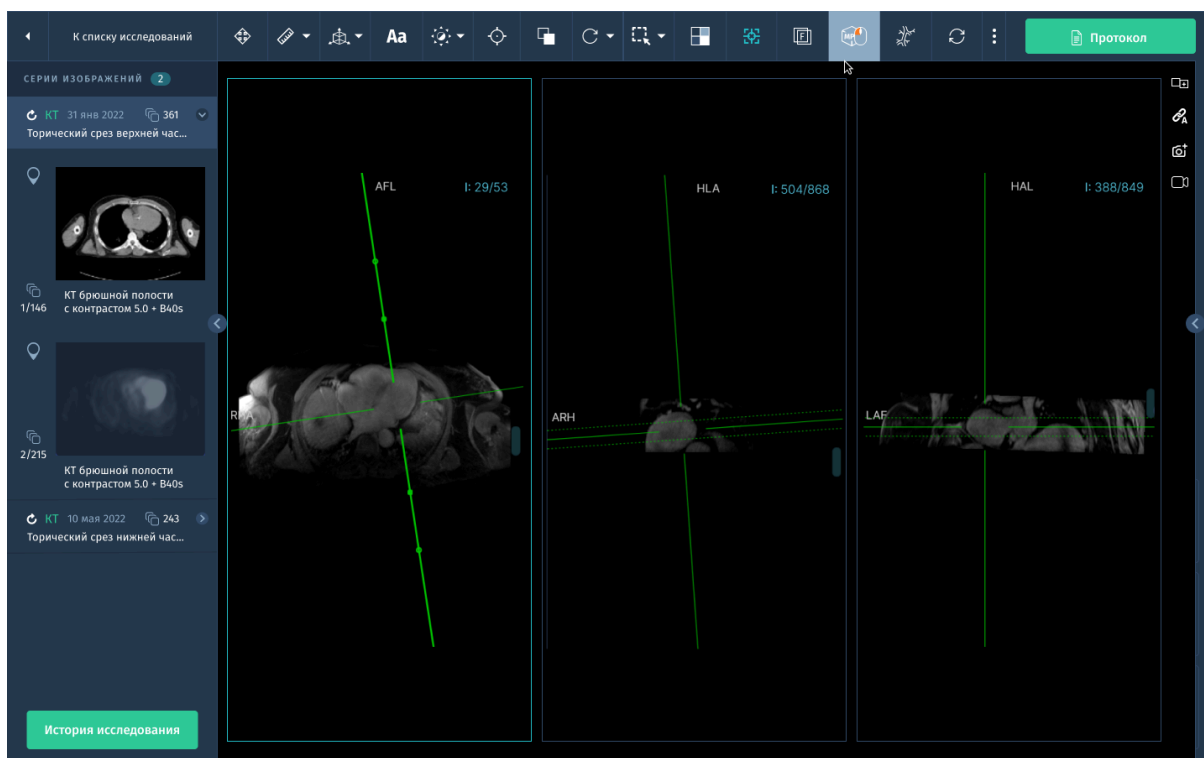 К списку исследований
Aa
F
MPR
Протокол
СЕРИИ ИЗОБРАЖЕНИЙ 2
КТ 31 янв 2022 361
Торический срез верхней час...
1/146
КТ брюшной полости
с контрастом 5.0 + B40s
2/215
КТ брюшной полости
с контрастом 5.0 + B40s
КТ 10 мая 2022 243
Торический срез нижней час...
История исследования
AFL I: 29/53
HLA I: 504/868
ARH
HAL I: 388/849
A